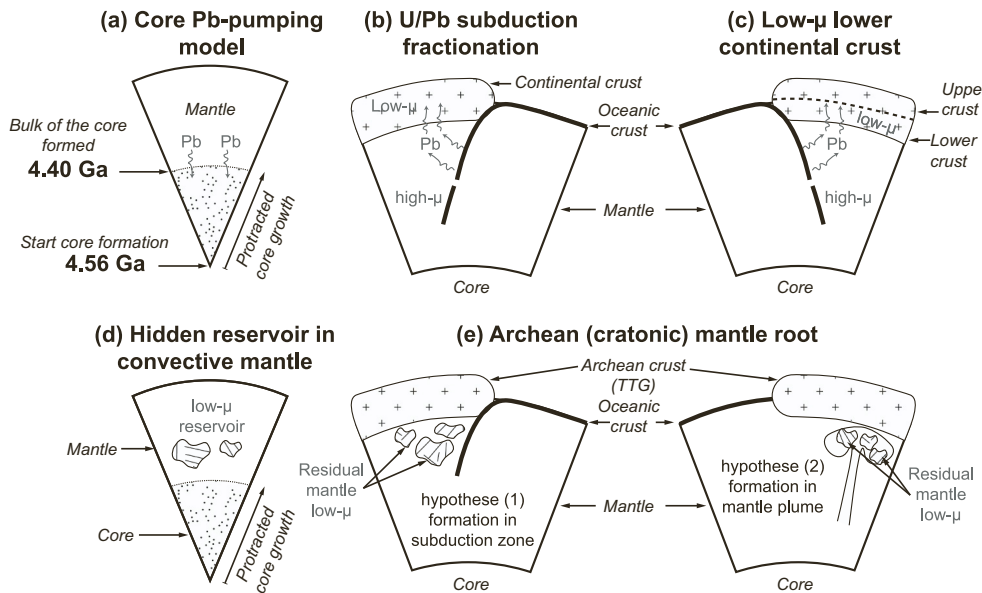 (a) Core Pb-pumping
model
Mantle
Pb Pb
Bulk of the core
formed
4.40 Ga
Start core formation
4.56 Ga
Protracted
core growth
(b) U/Pb subduction
fractionation
Continental crust
Low-μ
Pb
high-μ
Oceanic
crust
Mantle
Core
(c) Low-μ lower
continental crust
Uppe
crust
low-μ
Lower
crust
Pb
high-μ
Core
(d) Hidden reservoir in
convective mantle
low-μ
reservoir
Mantle
Core
Protracted
core growth
(e) Archean (cratonic) mantle root
Archean crust
(TTG)
Oceanic
crust
Residual
mantle
low-μ
hypothese (1)
formation in
subduction zone
Mantle
Core
hypothese (2)
formation in
mantle plume
Residual
mantle
low-μ
Core